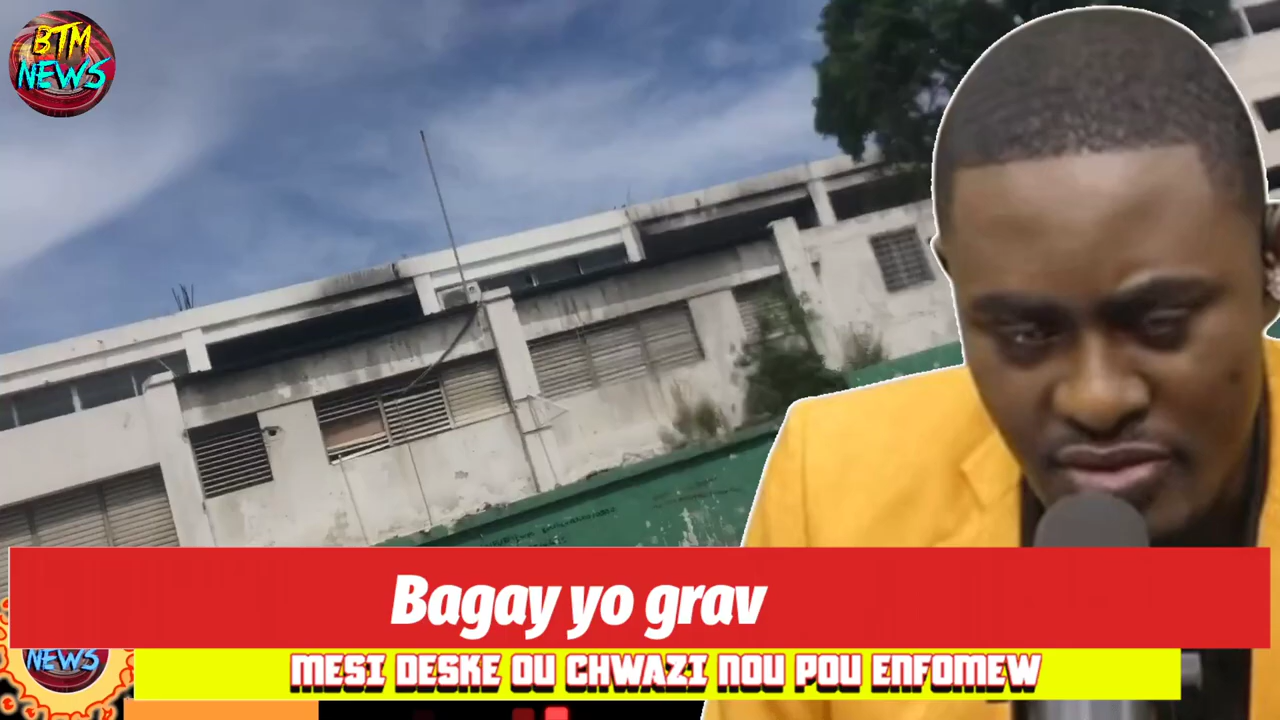 BTM
NEWS
Bagay yo grav
NEWS
MESI DESKE OU CHWAZI NOU POU ENFOMEW